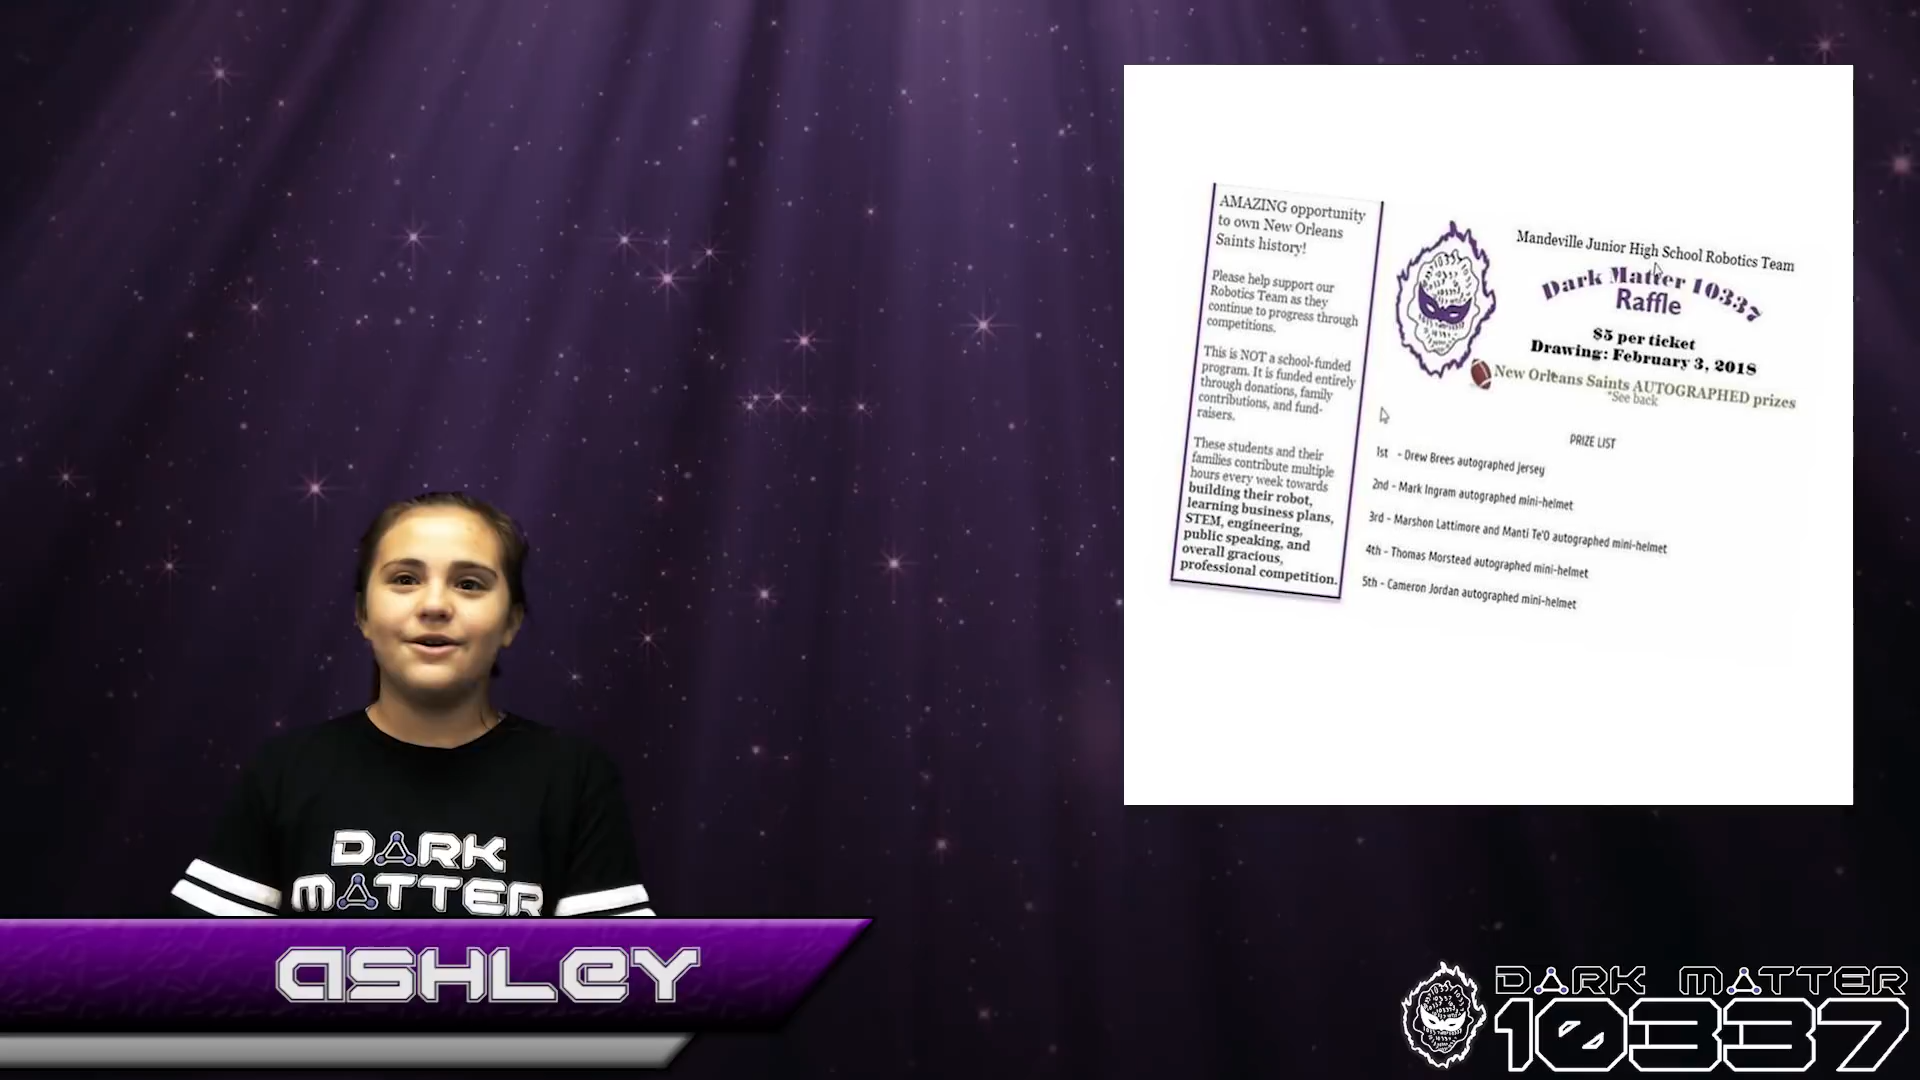 AMAZING opportunity
to own New Orleans
Saints history!
Please help support our
Robotics Team as they
continue to progress through
competitions.
This is NOT a school-funded
program. It is funded entirely
through donations, family
contributions, and fund-
raisers.
These students and their
families contribute multiple
hours every week towards
building their robot,
learning business plans,
STEM, engineering,
public speaking, and
overall gracious,
professional competition.
Mandeville Junior High School Robotics Team
Dark Matter 10337
Raffle
$5 per ticket
Drawing: February 3, 2018
New Orleans Saints AUTOGRAPHED prizes
*See back
PRIZE LIST
1st - Drew Brees autographed Jersey
2nd - Mark Ingram autographed mini-helmet
3rd - Marshon Lattimore and Manti Te'O autographed mini-helmet
4th - Thomas Morstead autographed mini-helmet
5th - Cameron Jordan autographed mini-helmet
DARK
MATTER
ASHLEY
DARK MATTER
10337